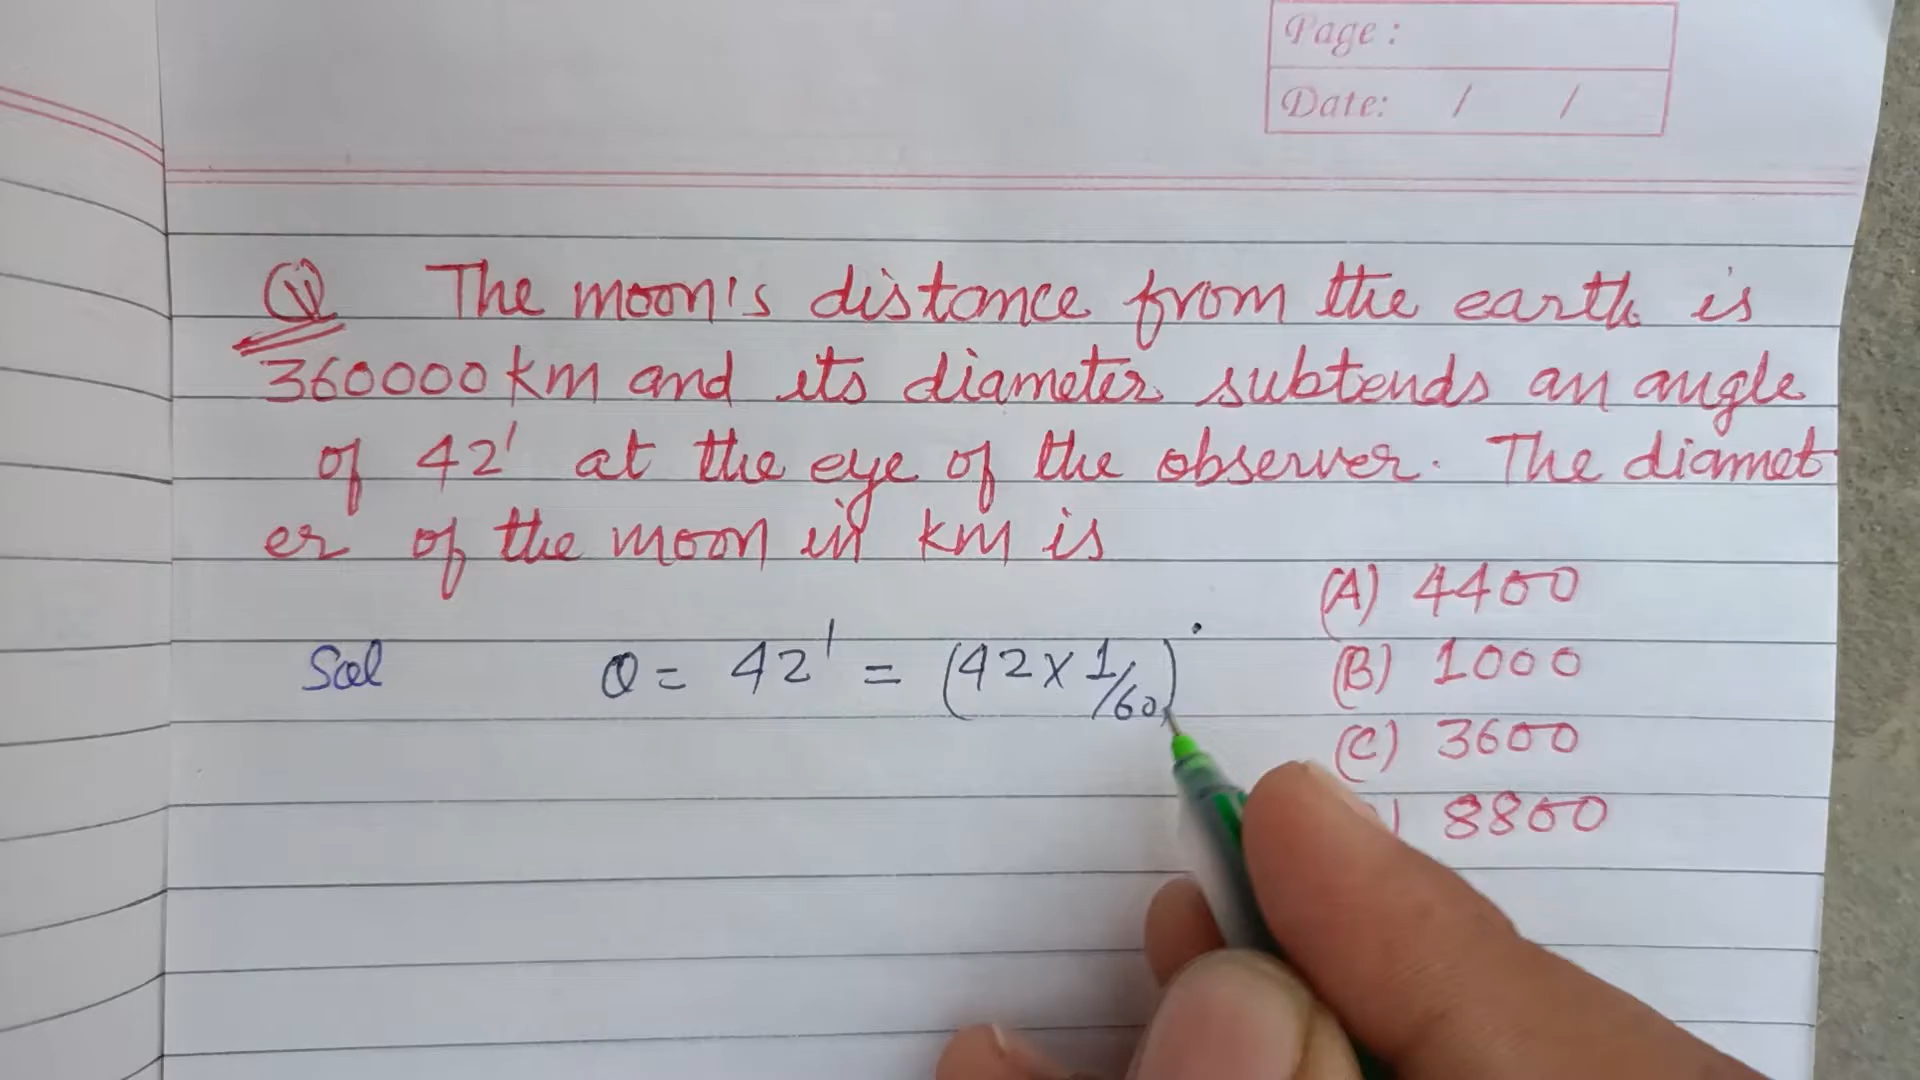 Page :
Date: / /
Q The moon's distance from the earth is
360000 km and its diameter subtends an angle
of 42' at the eye of the observer. The diamet
er of the moon in km is
(A) 4400
Sol θ = 42' = (42 × 1/60)°
(B) 1000
(C) 3600
) 8800